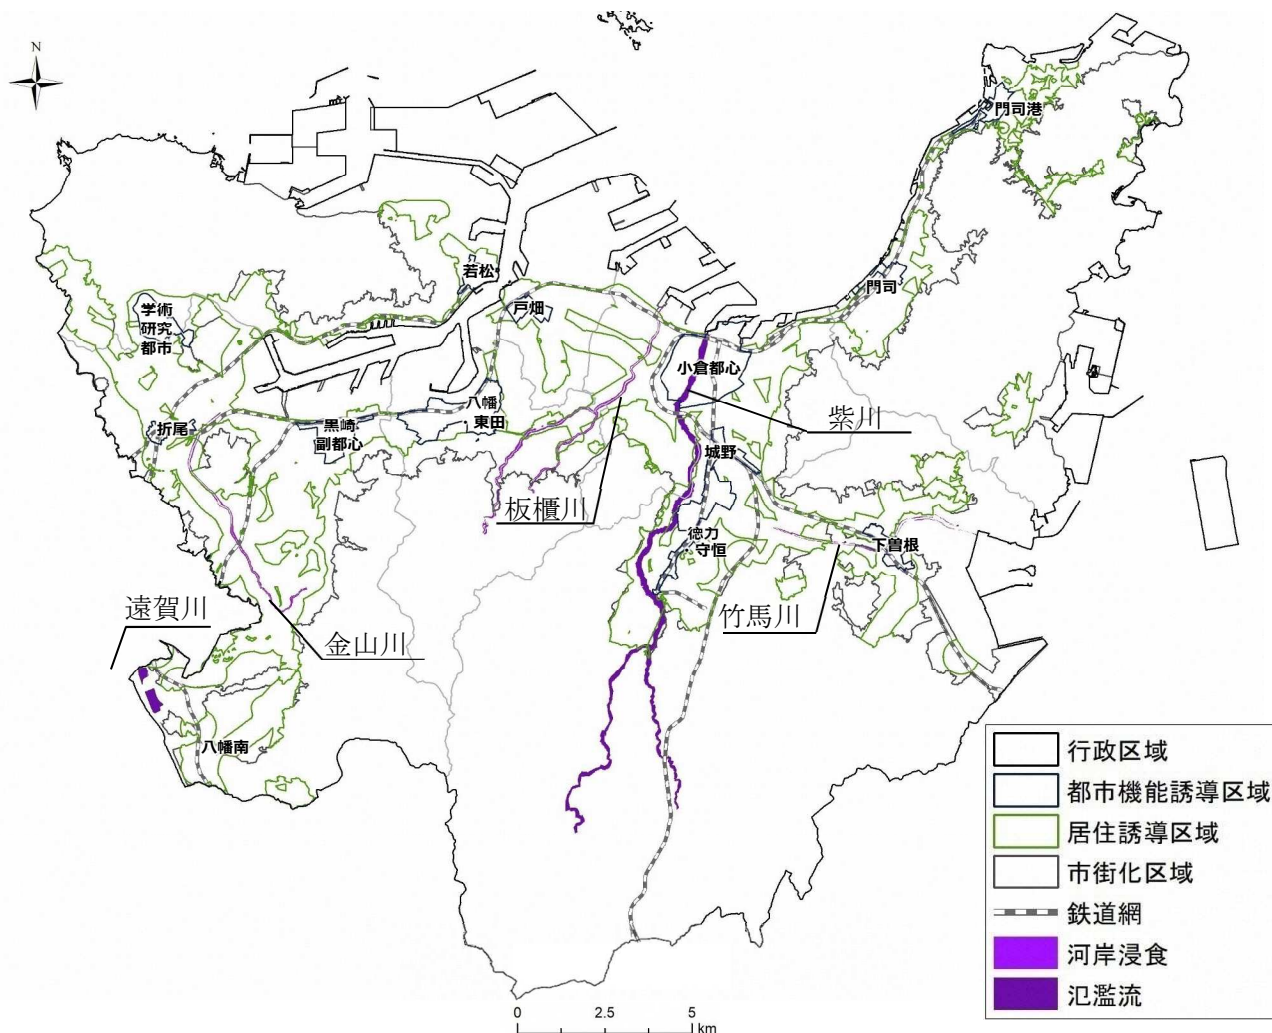 N
門司港
若松
門司
学術
研究
都市
戸畑
小倉都心
八幡
東田
紫川
折尾
黒崎
副都心
城野
板櫃川
徳力
守恒
下曽根
遠賀川
竹馬川
金山川
八幡南
行政区域
都市機能誘導区域
居住誘導区域
市街化区域
鉄道網
河岸浸食
氾濫流
0 2.5 5
km